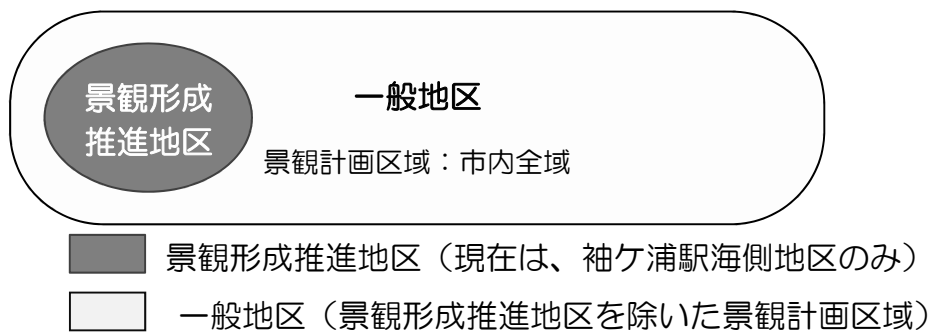 景観形成
推進地区
一般地区
景観計画区域：市内全域
景観形成推進地区（現在は、袖ケ浦駅海側地区のみ）
一般地区（景観形成推進地区を除いた景観計画区域）